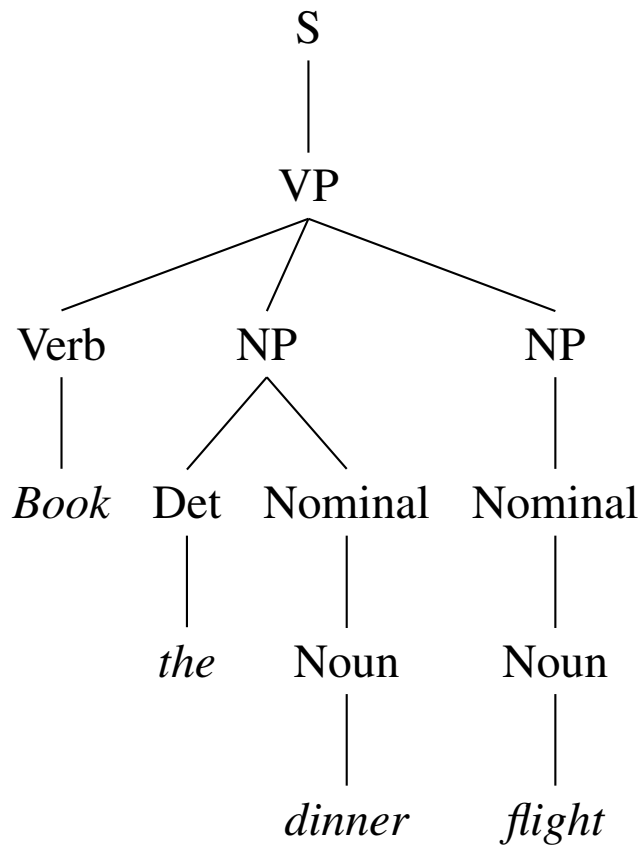 S
VP
Verb NP NP
Book Det Nominal Nominal
the Noun Noun
dinner flight